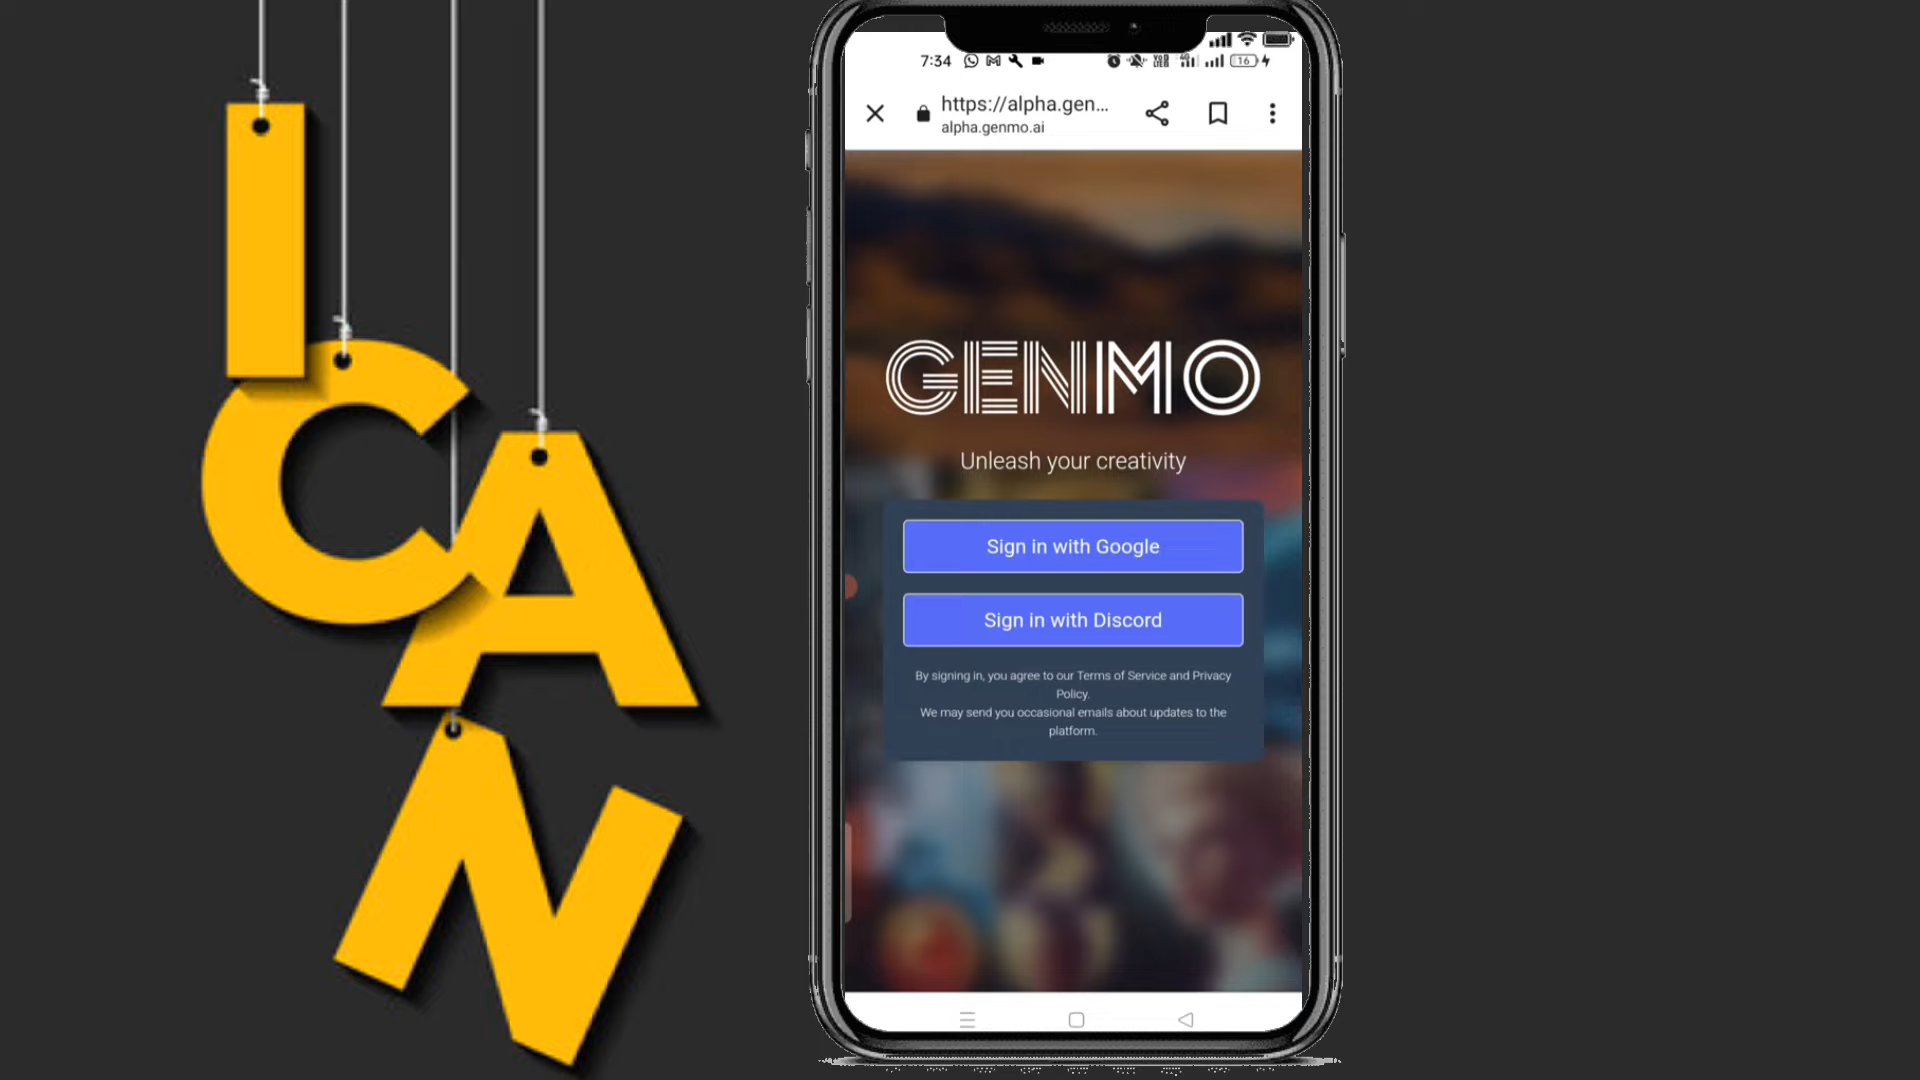 I
C
A
N
7:34
16
https://alpha.gen...
alpha.genmo.ai
GENMO
Unleash your creativity
Sign in with Google
Sign in with Discord
By signing in, you agree to our Terms of Service and Privacy
Policy.
We may send you occasional emails about updates to the
platform.